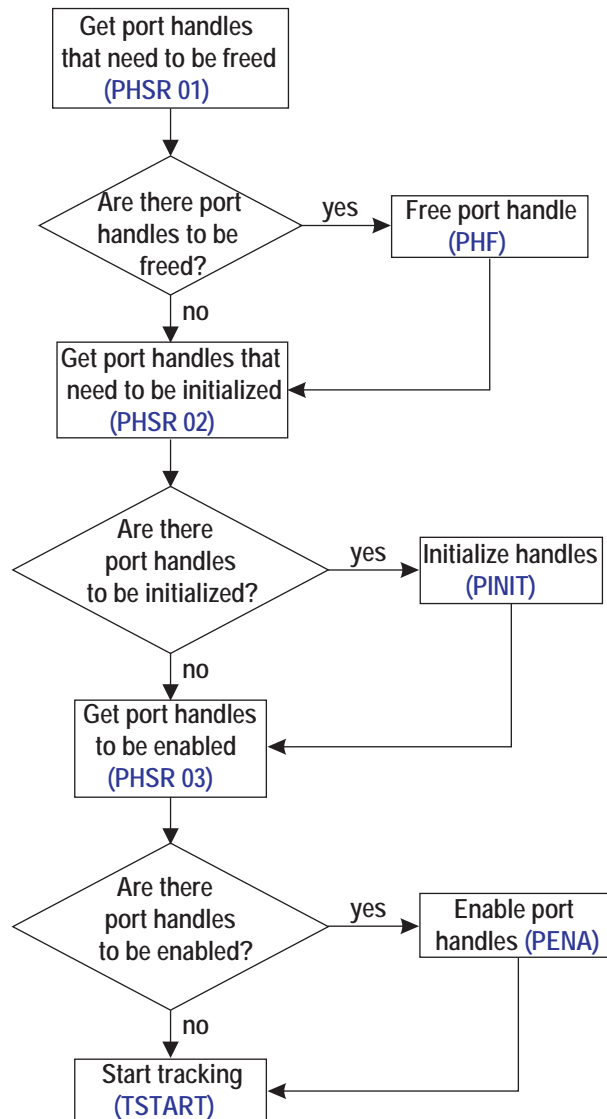 Get port handles
that need to be freed
(PHSR 01)
Are there port
handles to be
freed?
yes
Free port handle
(PHF)
no
Get port handles that
need to be initialized
(PHSR 02)
Are there
port handles
to be initialized?
yes
Initialize handles
(PINIT)
no
Get port handles
to be enabled
(PHSR 03)
Are there
port handles
to be enabled?
yes
Enable port
handles (PENA)
no
Start tracking
(TSTART)